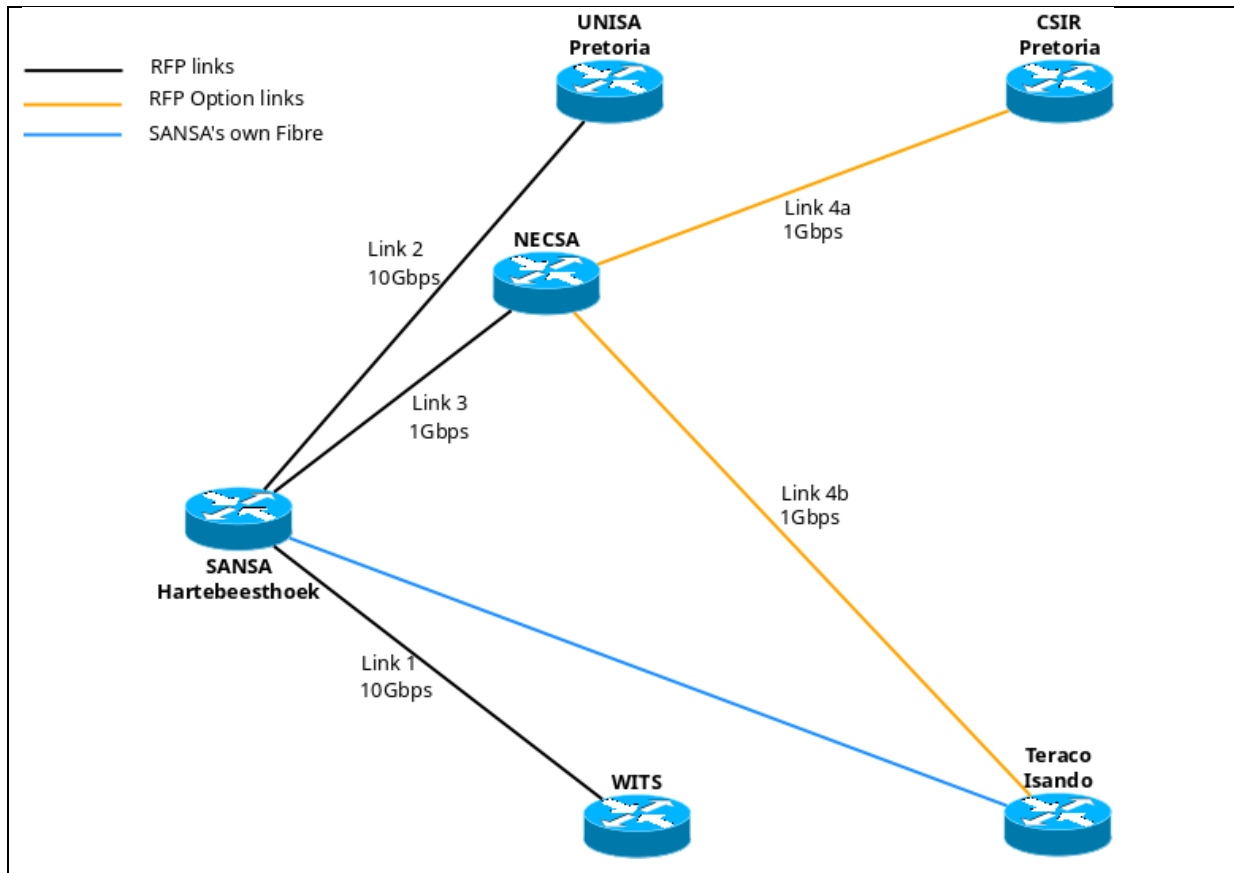 RFP links
RFP Option links
SANSA's own Fibre
UNISA
Pretoria
CSIR
Pretoria
Link 4a
1Gbps
Link 2
10Gbps
NECSA
Link 3
1Gbps
Link 4b
1Gbps
SANSA
Hartebeesthoek
Link 1
10Gbps
WITS
Teraco
Isando